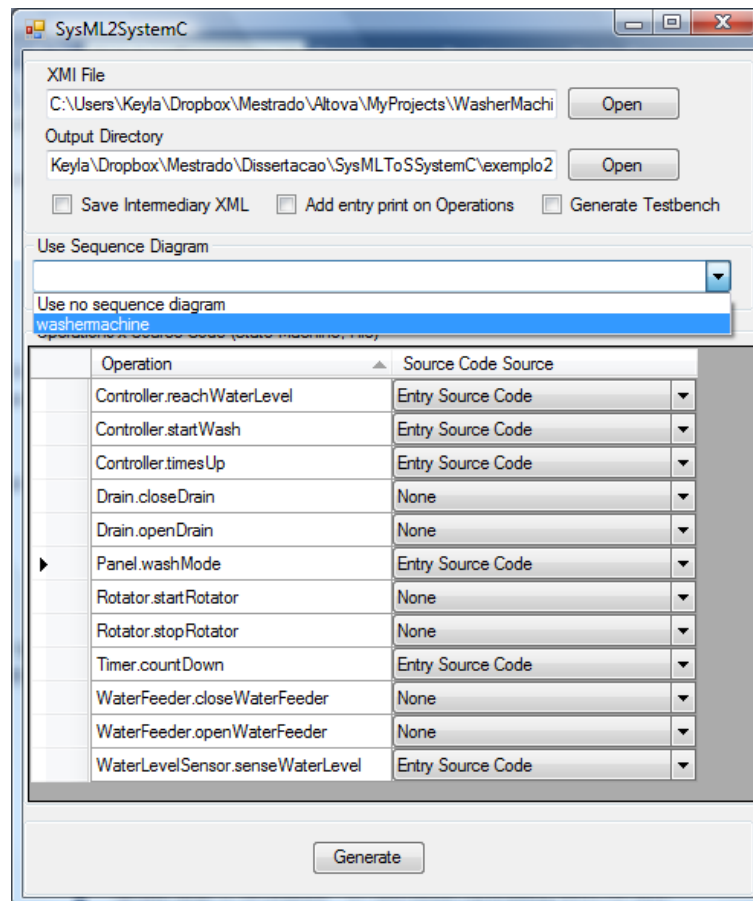 SysML2SystemC
XMI File
C:\Users\Keyla\Dropbox\Mestrado\Altova\MyProjects\WasherMachi
Open
Output Directory
Keyla\Dropbox\Mestrado\Dissertacao\SysMLToSSystemC\exemplo2
Open
Save Intermediary XML Add entry print on Operations Generate Testbench
Use Sequence Diagram
Use no sequence diagram
washermachine
Operation Source Code Source
Controller.reachWaterLevel Entry Source Code
Controller.startWash Entry Source Code
Controller.timesUp Entry Source Code
Drain.closeDrain None
Drain.openDrain None
Panel.washMode Entry Source Code
Rotator.startRotator None
Rotator.stopRotator None
Timer.countDown Entry Source Code
WaterFeeder.closeWaterFeeder None
WaterFeeder.openWaterFeeder None
WaterLevelSensor.senseWaterLevel Entry Source Code
Generate